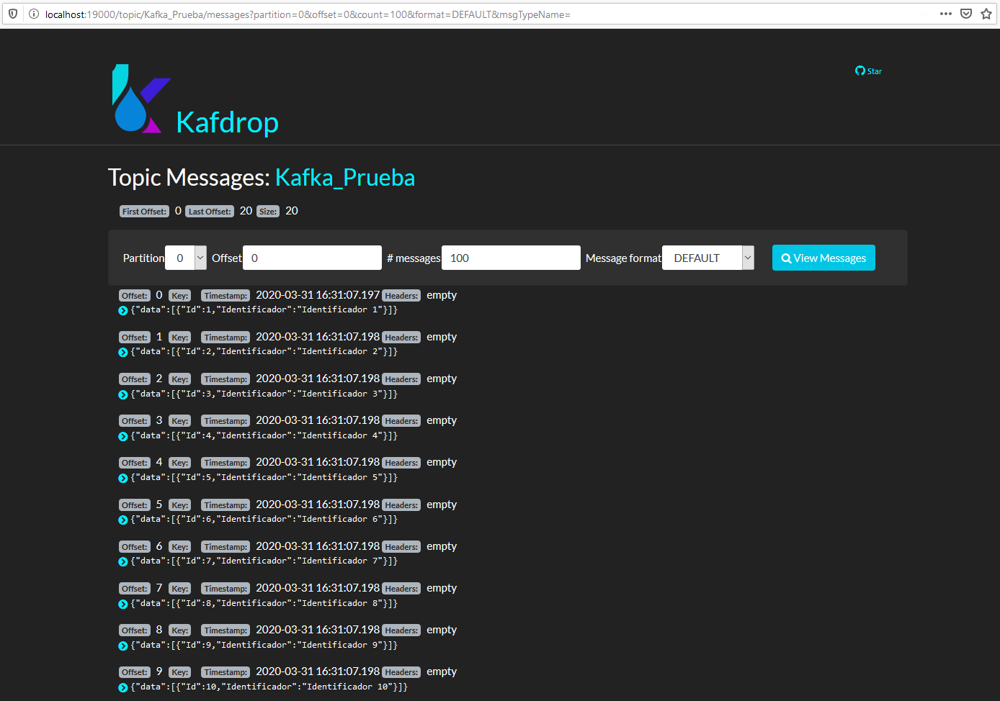 localhost:19000/topic/Kafka_Prueba/messages?partition=0&offset=0&count=100&format=DEFAULT&msgTypeName=
Star
Kafdrop
Topic Messages: Kafka_Prueba
First Offset: 0 Last Offset: 20 Size: 20
Partition 0 Offset 0 # messages 100 Message format DEFAULT View Messages
Offset: 0 Key: Timestamp: 2020-03-31 16:31:07.197 Headers: empty
{"data":[{"Id":1,"Identificador":"Identificador 1"}]}
Offset: 1 Key: Timestamp: 2020-03-31 16:31:07.198 Headers: empty
{"data":[{"Id":2,"Identificador":"Identificador 2"}]}
Offset: 2 Key: Timestamp: 2020-03-31 16:31:07.198 Headers: empty
{"data":[{"Id":3,"Identificador":"Identificador 3"}]}
Offset: 3 Key: Timestamp: 2020-03-31 16:31:07.198 Headers: empty
{"data":[{"Id":4,"Identificador":"Identificador 4"}]}
Offset: 4 Key: Timestamp: 2020-03-31 16:31:07.198 Headers: empty
{"data":[{"Id":5,"Identificador":"Identificador 5"}]}
Offset: 5 Key: Timestamp: 2020-03-31 16:31:07.198 Headers: empty
{"data":[{"Id":6,"Identificador":"Identificador 6"}]}
Offset: 6 Key: Timestamp: 2020-03-31 16:31:07.198 Headers: empty
{"data":[{"Id":7,"Identificador":"Identificador 7"}]}
Offset: 7 Key: Timestamp: 2020-03-31 16:31:07.198 Headers: empty
{"data":[{"Id":8,"Identificador":"Identificador 8"}]}
Offset: 8 Key: Timestamp: 2020-03-31 16:31:07.198 Headers: empty
{"data":[{"Id":9,"Identificador":"Identificador 9"}]}
Offset: 9 Key: Timestamp: 2020-03-31 16:31:07.198 Headers: empty
{"data":[{"Id":10,"Identificador":"Identificador 10"}]}